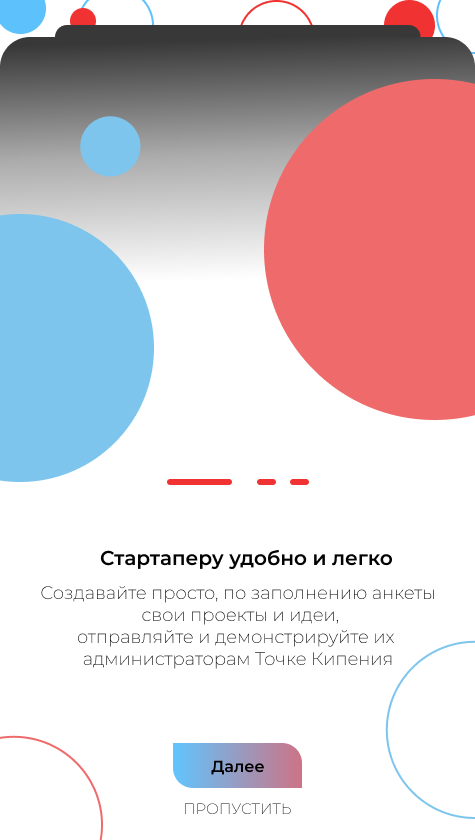 Стартаперу удобно и легко
Создавайте просто, по заполнению анкеты
свои проекты и идеи,
отправляйте и демонстрируйте их
администраторам Точке Кипения
Далее
ПРОПУСТИТЬ